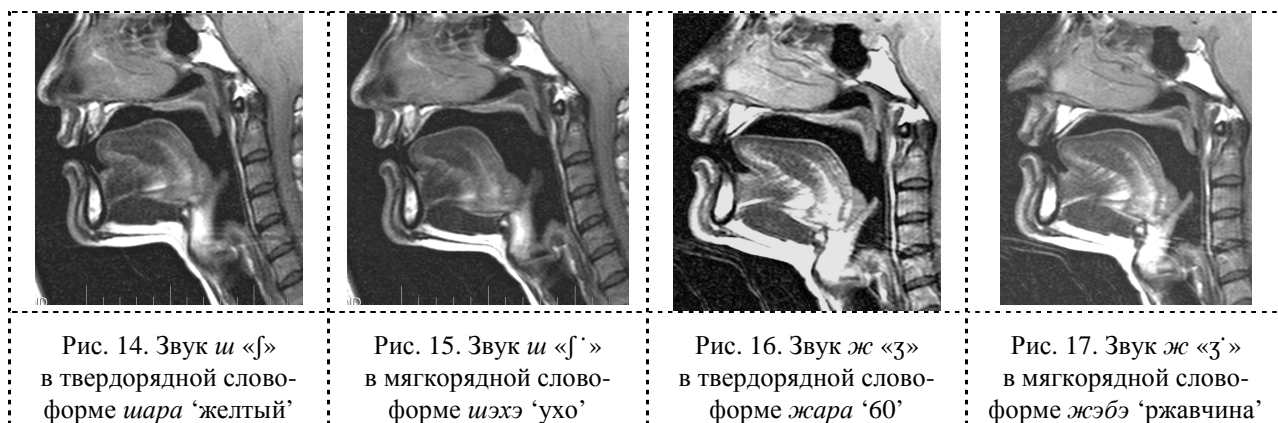 Рис. 14. Звук ш «ʃ»
в твердорядной слово-
форме шара ‘желтый’
Рис. 15. Звук ш «ʃ˙»
в мягкорядной слово-
форме шэхэ ‘ухо’
Рис. 16. Звук ж «ʒ»
в твердорядной слово-
форме жара ‘60’
Рис. 17. Звук ж «ʒ˙»
в мягкорядной слово-
форме жэбэ ‘ржавчина’